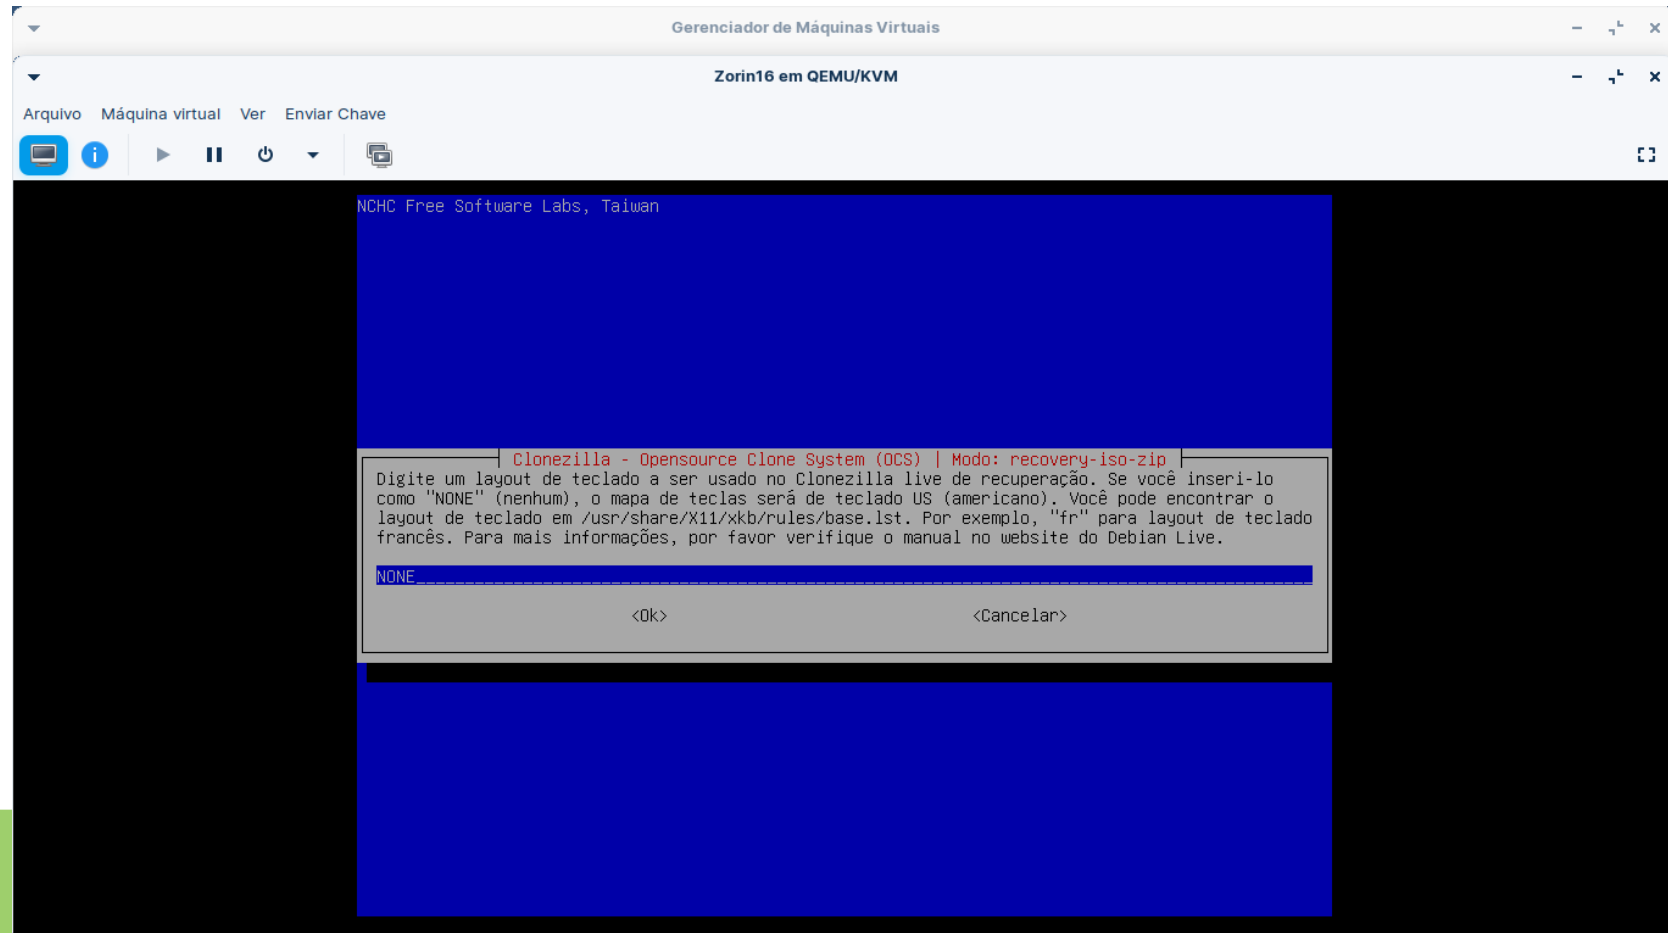 Gerenciador de Máquinas Virtuais
Zorin16 em QEMU/KVM
Arquivo Máquina virtual Ver Enviar Chave
NCHC Free Software Labs, Taiwan
Clonezilla - Opensource Clone System (OCS) | Modo: recovery-iso-zip
Digite um layout de teclado a ser usado no Clonezilla live de recuperação. Se você inseri-lo
como "NONE" (nenhum), o mapa de teclas será de teclado US (americano). Você pode encontrar o
layout de teclado em /usr/share/X11/xkb/rules/base.lst. Por exemplo, "fr" para layout de teclado
francês. Para mais informações, por favor verifique o manual no website do Debian Live.
NONE
<Ok> <Cancelar>